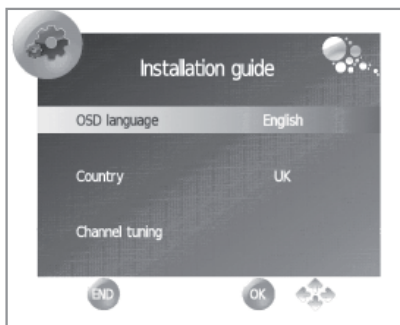 Installation guide
OSD language English
Country UK
Channel tuning
END OK